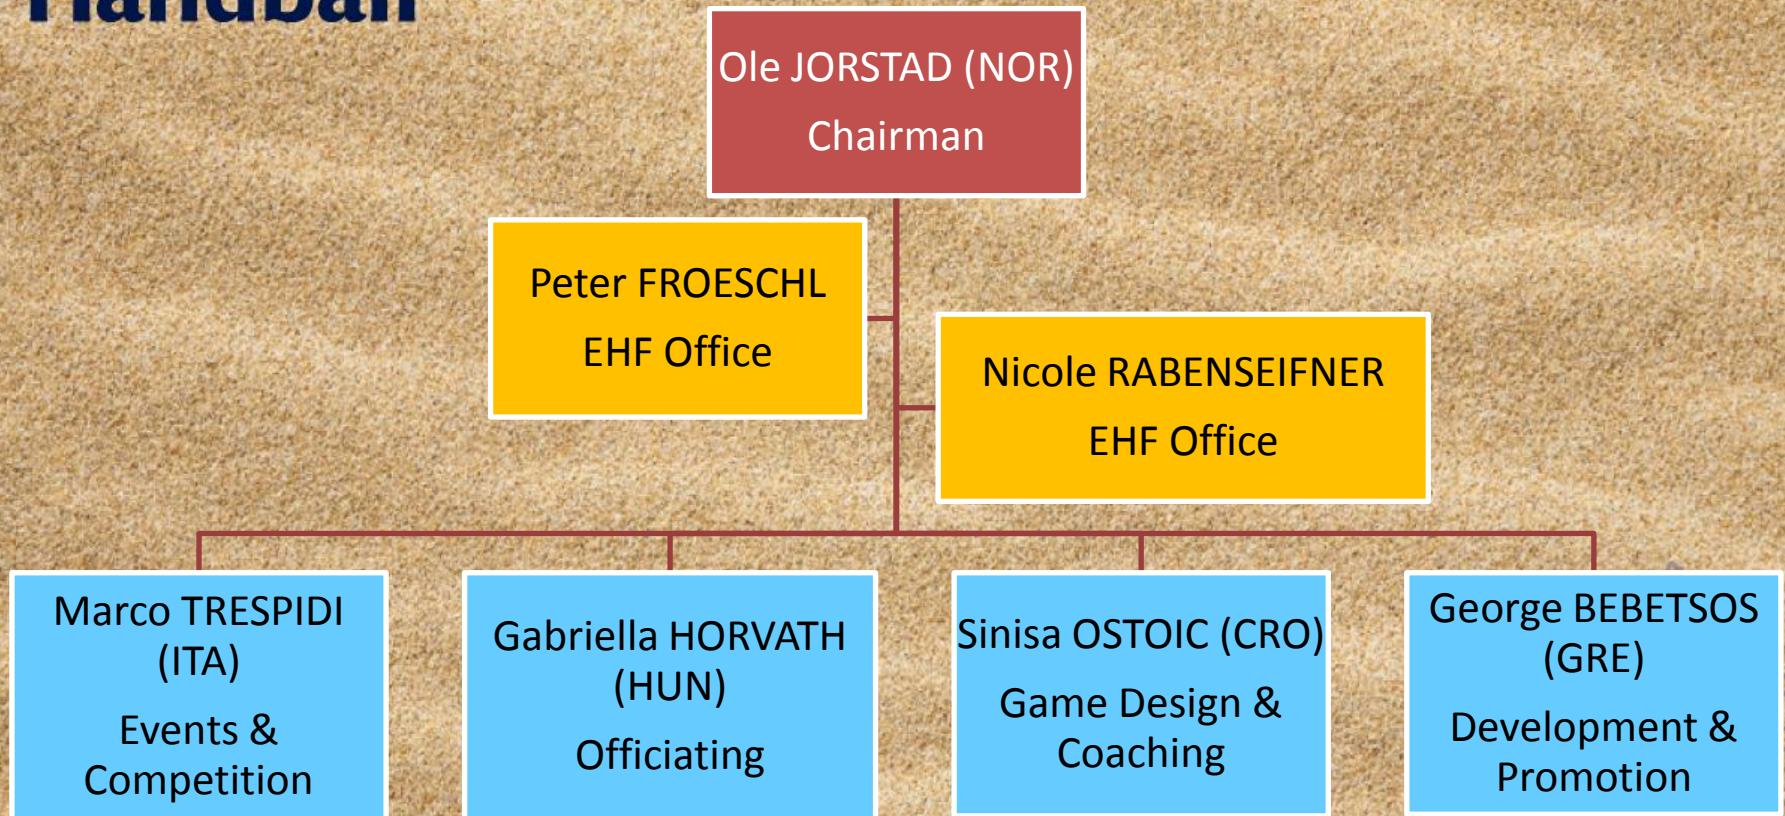 Handball
Ole JORSTAD (NOR)
Chairman
Peter FROESCHL
EHF Office
Nicole RABENSEIFNER
EHF Office
Marco TRESPIDI
(ITA)
Events &
Competition
Gabriella HORVATH
(HUN)
Officiating
Sinisa OSTOIC (CRO)
Game Design &
Coaching
George BEBETSOS
(GRE)
Development &
Promotion